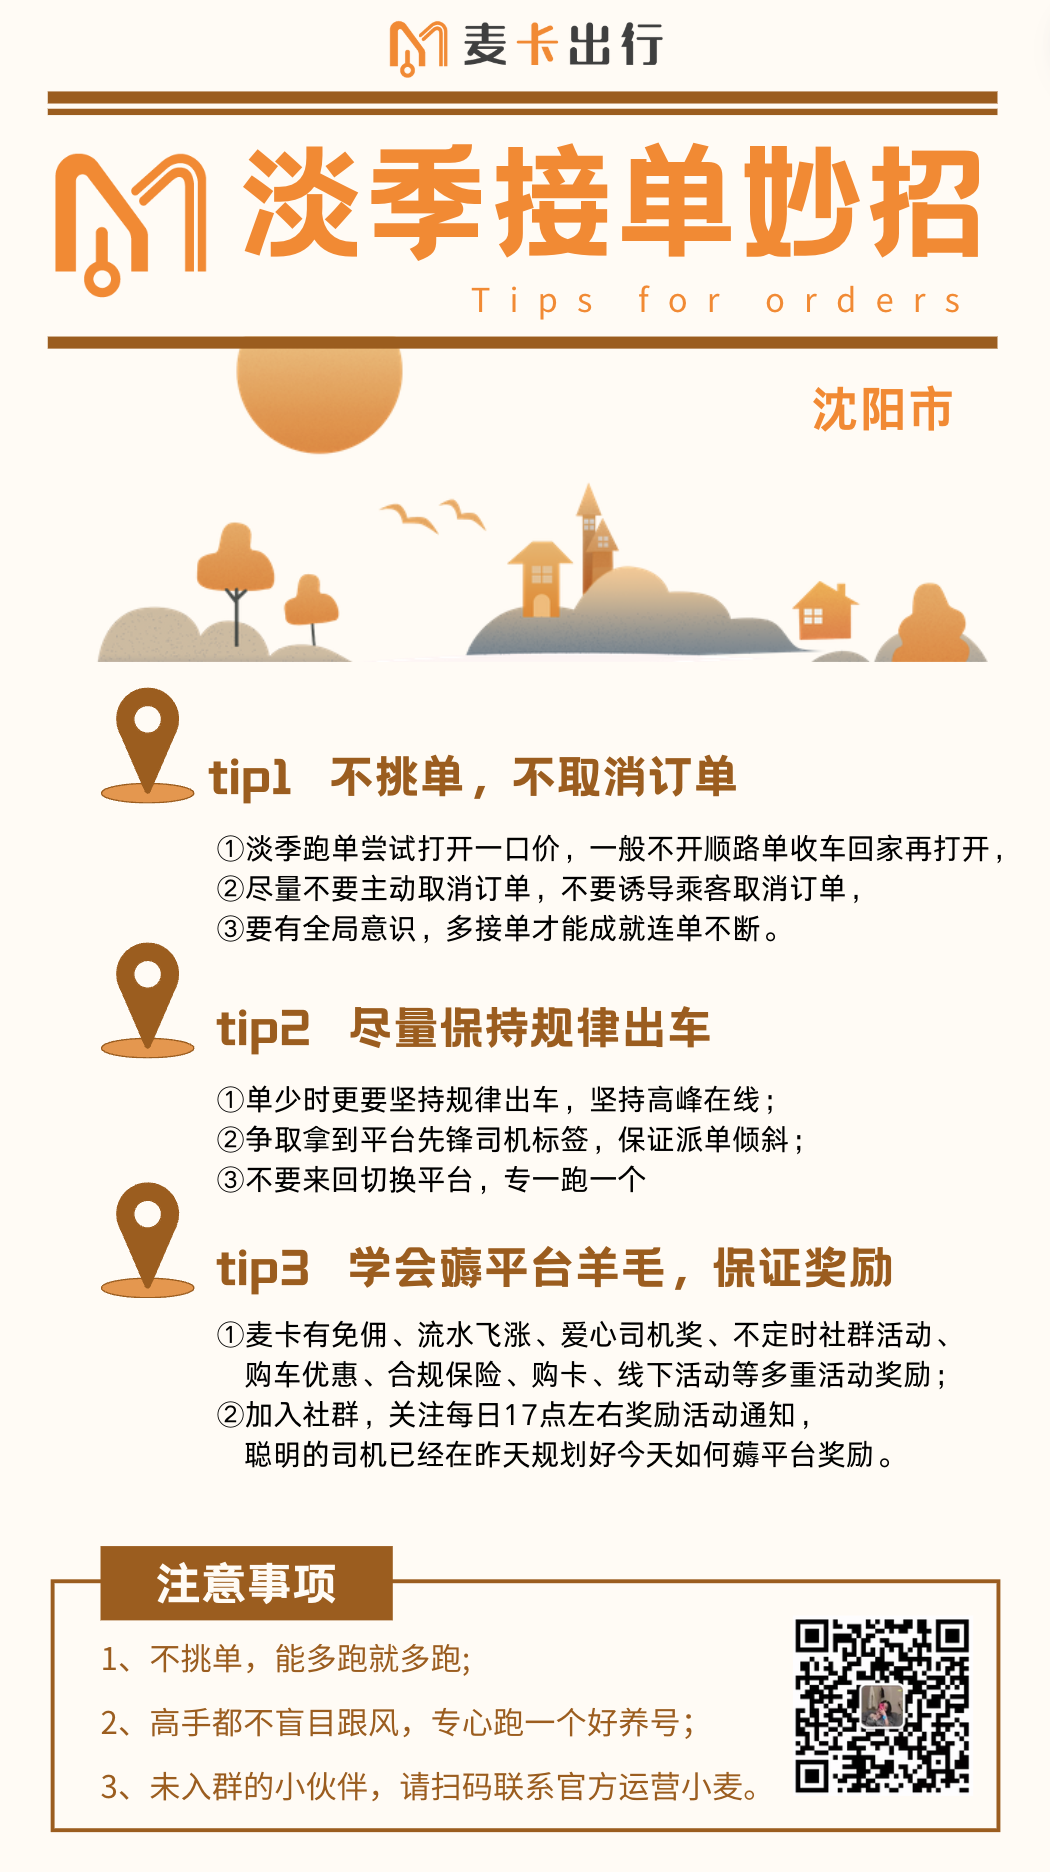 麦卡出行
淡季接单妙招
Tips for orders
沈阳市
tip1 不挑单，不取消订单
①淡季跑单尝试打开一口价，一般不开顺路单收车回家再打开，
②尽量不要主动取消订单，不要诱导乘客取消订单，
③要有全局意识，多接单才能成就连单不断。
tip2 尽量保持规律出车
①单少时更要坚持规律出车，坚持高峰在线；
②争取拿到平台先锋司机标签，保证派单倾斜；
③不要来回切换平台，专一跑一个
tip3 学会薅平台羊毛，保证奖励
①麦卡有免佣、流水飞涨、爱心司机奖、不定时社群活动、
购车优惠、合规保险、购卡、线下活动等多重活动奖励；
②加入社群，关注每日17点左右奖励活动通知，
聪明的司机已经在昨天规划好今天如何薅平台奖励。
注意事项
1、不挑单，能多跑就多跑;
2、高手都不盲目跟风，专心跑一个好养号；
3、未入群的小伙伴，请扫码联系官方运营小麦。